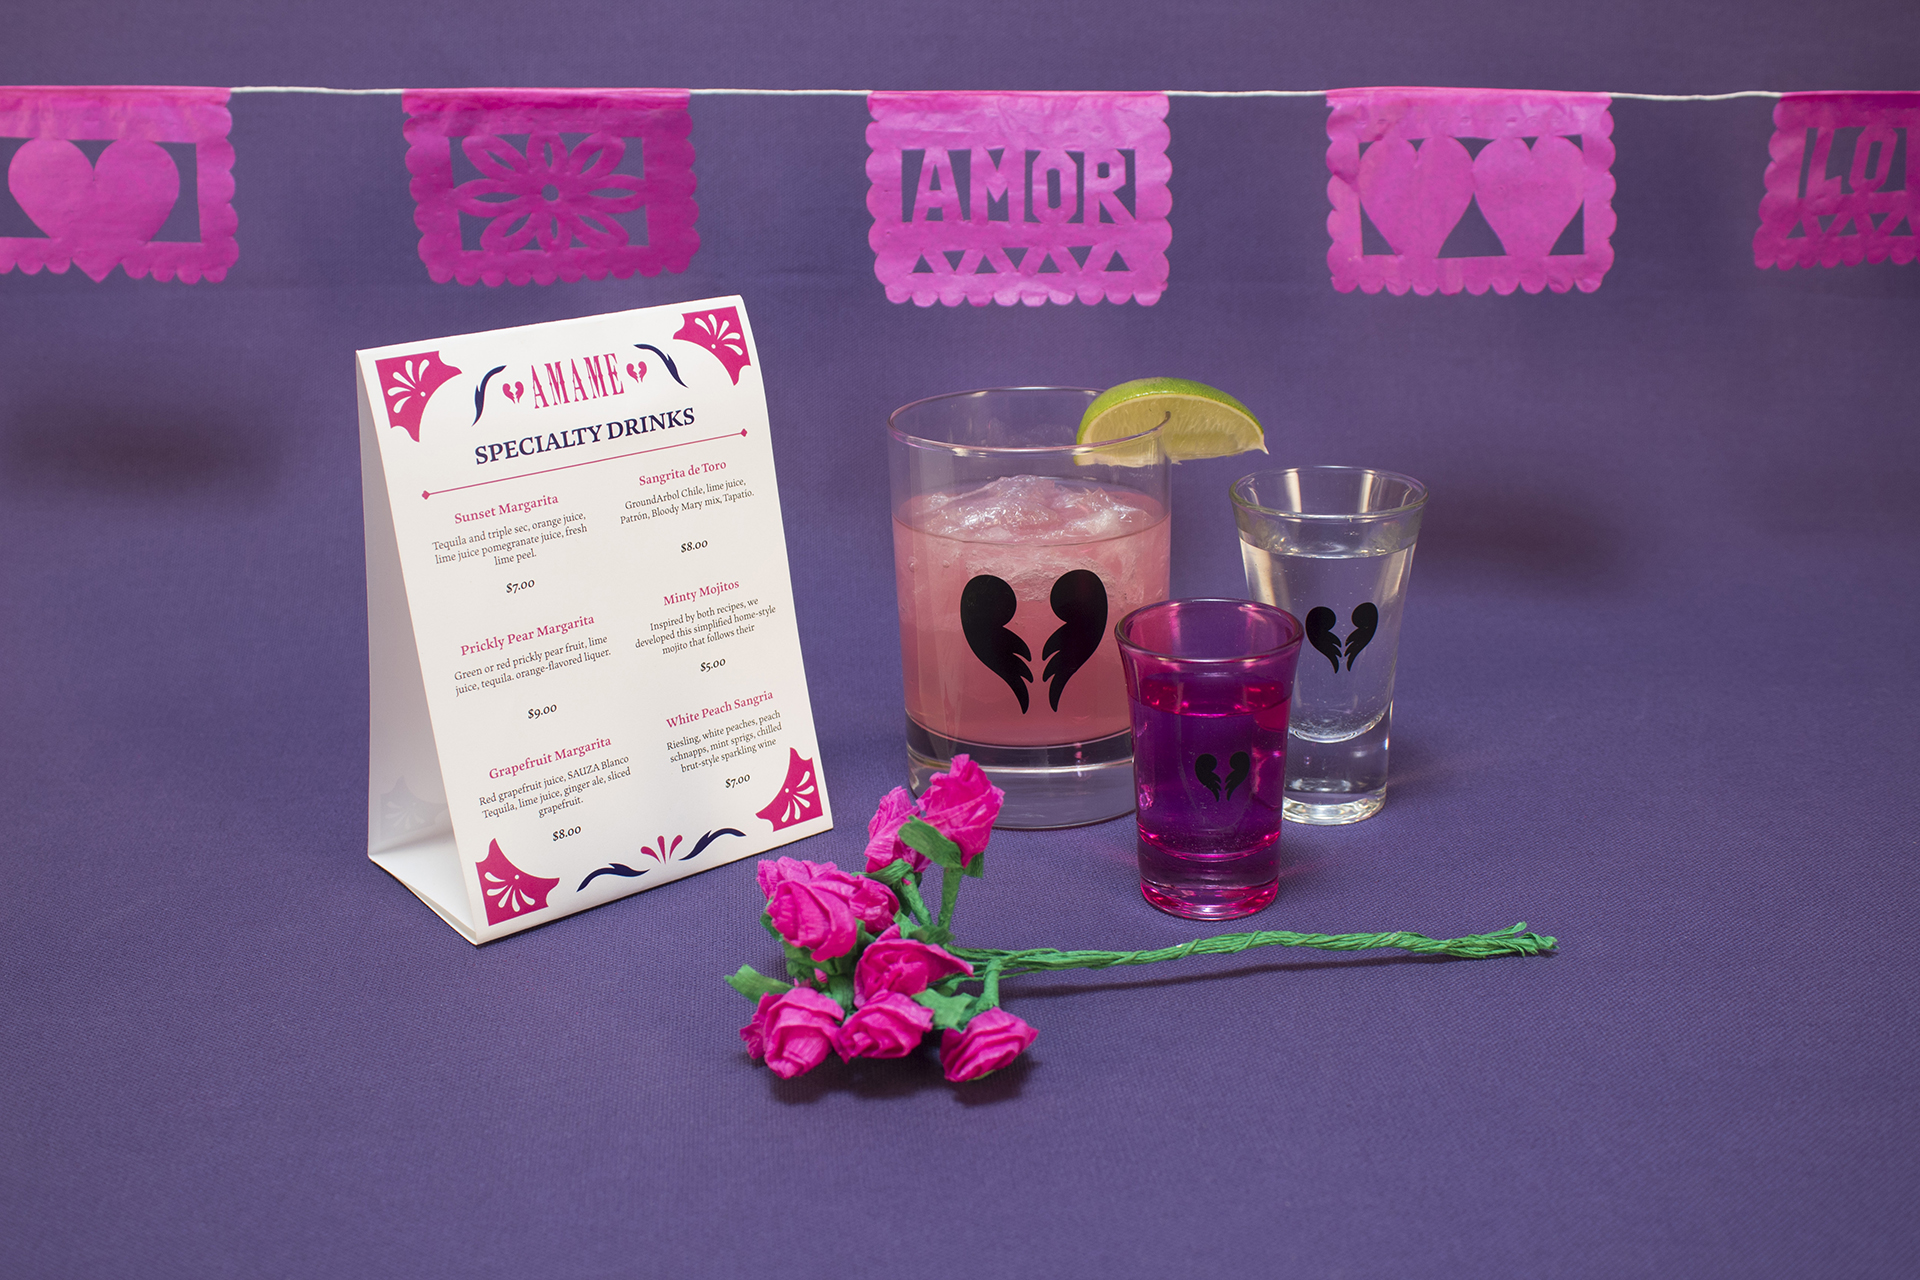 AMOR
LO
AMAME
SPECIALTY DRINKS
Sunset Margarita
Tequila and triple sec, orange juice,
lime juice pomegranate juice, fresh
lime peel.
$7.00
Prickly Pear Margarita
Green or red prickly pear fruit, lime
juice, tequila. orange-flavored liquer.
$9.00
Grapefruit Margarita
Red grapefruit juice, SAUZA Blanco
Tequila, lime juice, ginger ale, sliced
grapefruit.
$8.00
Sangrita de Toro
GroundArbol Chile, lime juice,
Patrón, Bloody Mary mix, Tapatio.
$8.00
Minty Mojitos
Inspired by both recipes, we
developed this simplified home-style
mojito that follows their
$5.00
White Peach Sangria
Riesling, white peaches, peach
schnapps, mint sprigs, chilled
brut-style sparkling wine
$7.00